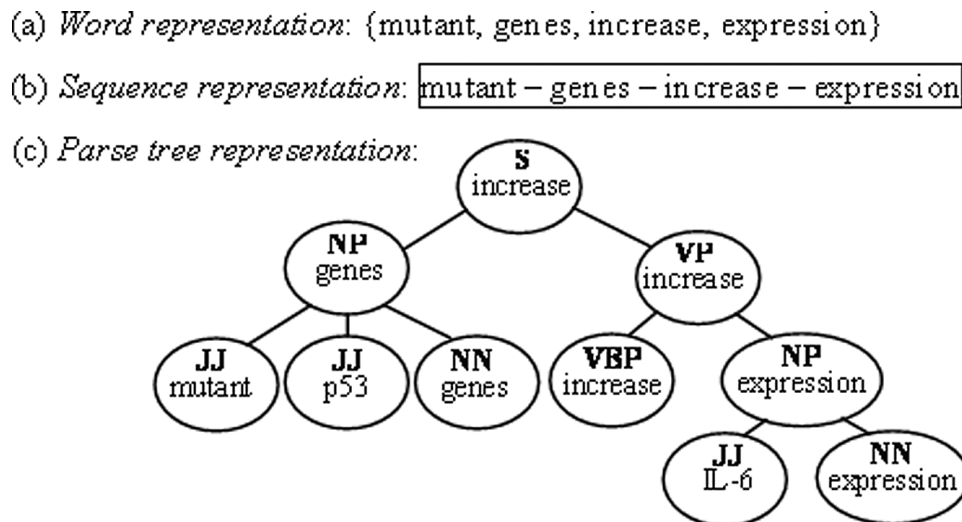 (a) Word representation: {mutant, genes, increase, expression}
(b) Sequence representation: mutant – genes – increase – expression
(c) Parse tree representation:
S
increase
NP
genes
VP
increase
JJ
mutant
JJ
p53
NN
genes
VBP
increase
NP
expression
JJ
IL-6
NN
expression